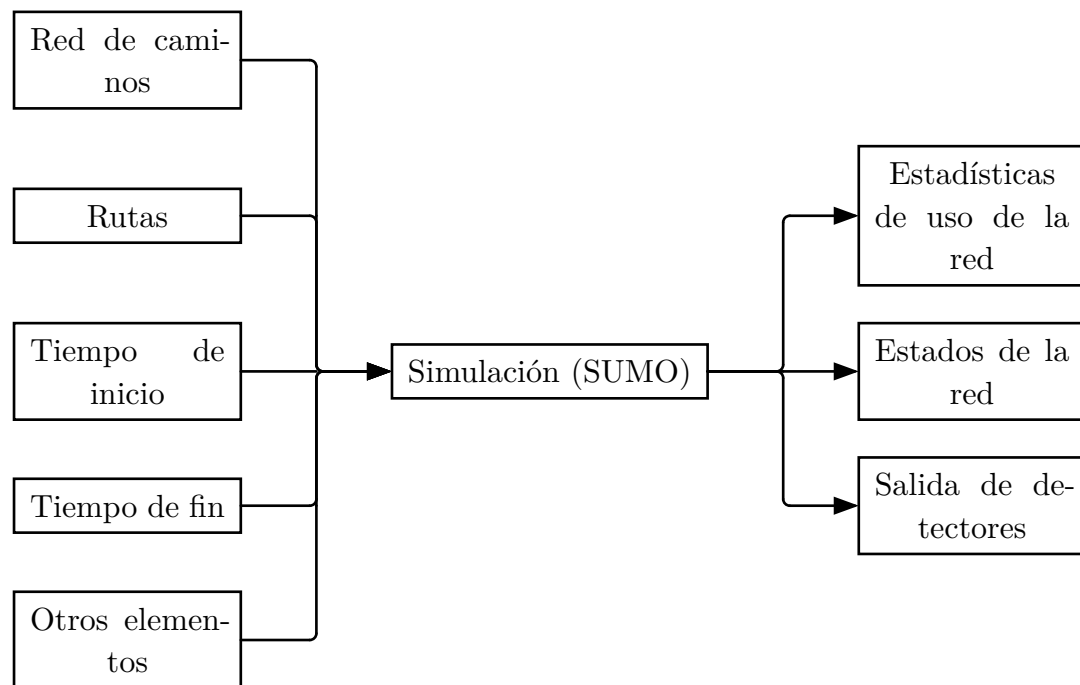 Red de cami-
nos
Rutas
Tiempo de
inicio
Tiempo de fin
Otros elemen-
tos
Simulación (SUMO)
Estadísticas
de uso de la
red
Estados de la
red
Salida de de-
tectores